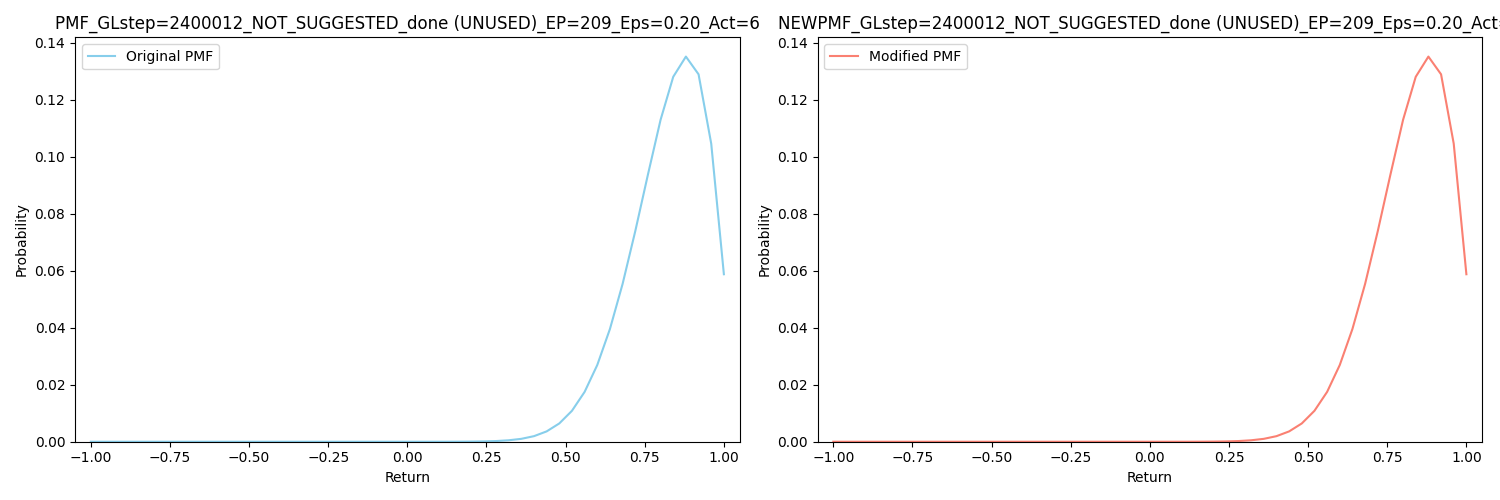 PMF_GLstep=2400012_NOT_SUGGESTED_done (UNUSED)_EP=209_Eps=0.20_Act=6
Original PMF
0.14
0.12
0.10
0.08
0.06
0.04
0.02
0.00
Probability
−1.00 −0.75 −0.50 −0.25 0.00 0.25 0.50 0.75 1.00
Return
NEWPMF_GLstep=2400012_NOT_SUGGESTED_done (UNUSED)_EP=209_Eps=0.20_Act=
Modified PMF
0.14
0.12
0.10
0.08
0.06
0.04
0.02
0.00
Probability
−1.00 −0.75 −0.50 −0.25 0.00 0.25 0.50 0.75 1.00
Return